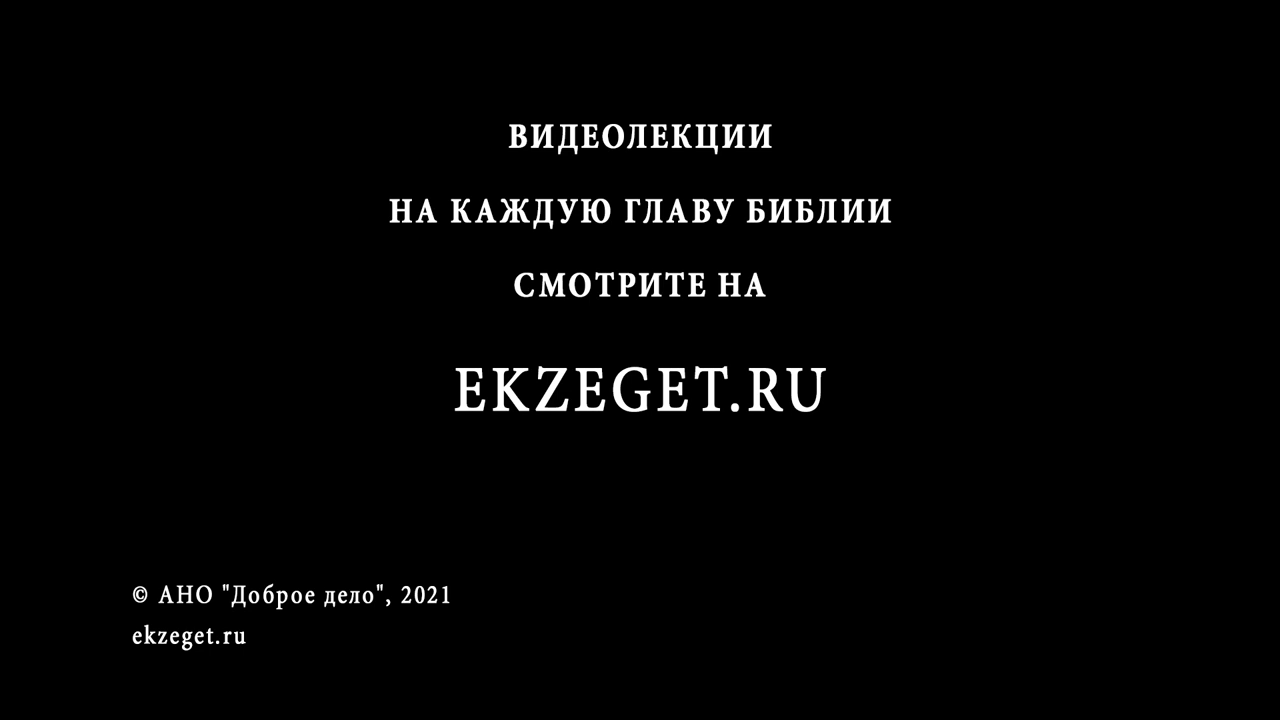 ВИДЕОЛЕКЦИИ
НА КАЖДУЮ ГЛАВУ БИБЛИИ
СМОТРИТЕ НА
EKZEGET.RU
© АНО "Доброе дело", 2021
ekzeget.ru